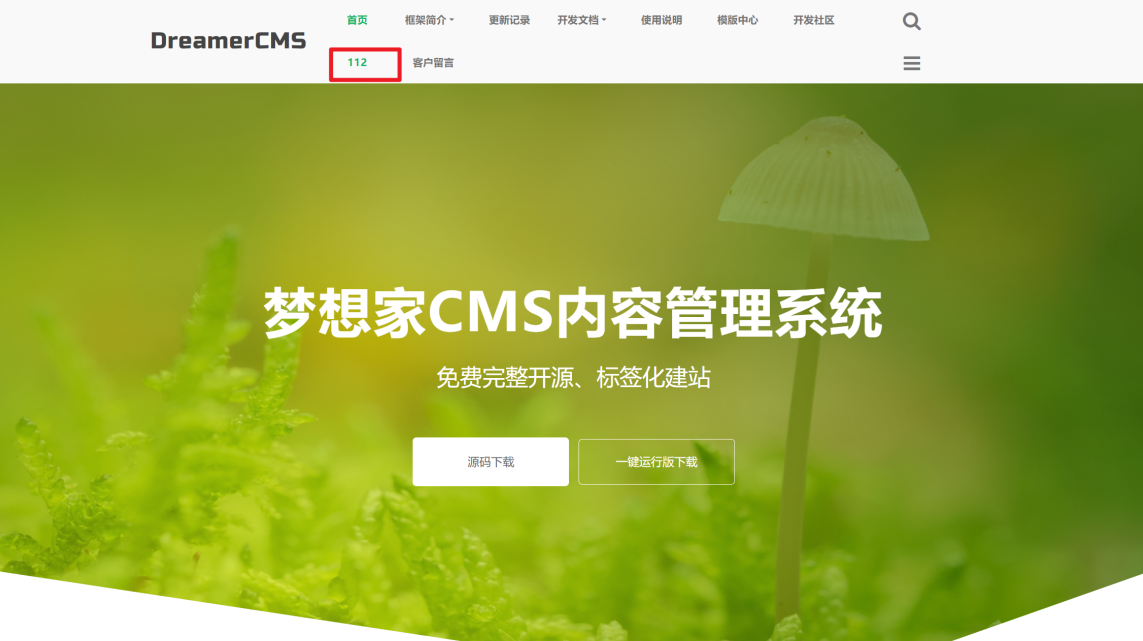 DreamerCMS
首页 框架简介 更新记录 开发文档 使用说明 模版中心 开发社区
112 客户留言
梦想家CMS内容管理系统
免费完整开源、标签化建站
源码下载 一键运行版下载